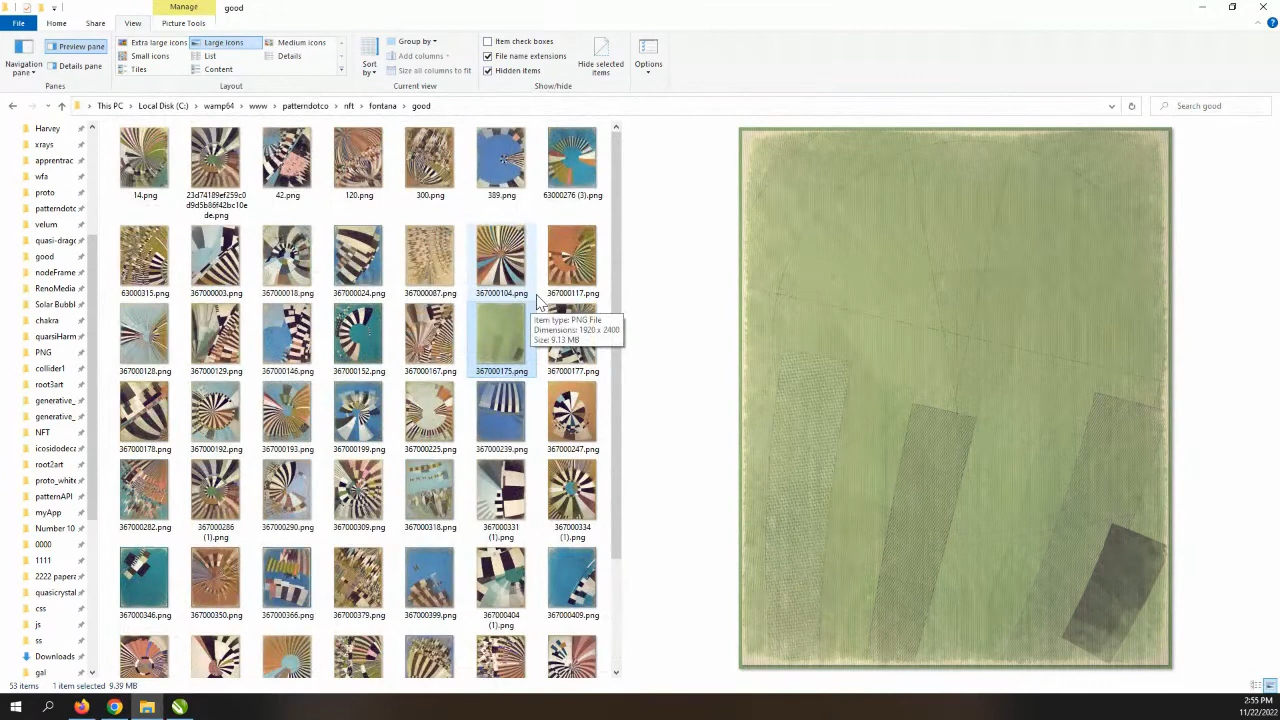 Manage
good
File
Home
Share
View
Picture Tools
Navigation pane
Preview pane
Details pane
Panes
Extra large icons
Large icons
Medium icons
Small icons
List
Details
Tiles
Content
Layout
Sort by
Group by
Add columns
Size all columns to fit
Current view
Item check boxes
File name extensions
Hidden items
Hide selected items
Show/hide
Options
This PC
Local Disk (C:)
wamp64
www
patterndotco
nft
fontana
good
Search good
Harvey
xrays
apprentrac
wfa
proto
patterndotc
velum
quasi-drago
good
nodeFrame
RenoMedia
Solar Bubbl
chakra
quarsiHarm
PNG
collider1
root3art
generative_
generative_
NFT
icosidodeca
root2art
proto_white
patternAPI
myApp
Number 10
0000
1111
2222 papera
quasicrystal
css
js
ss
Downloads
gal
14.png
23d74189ef259c0
d9d5b86f42bc10e
de.png
42.png
120.png
300.png
389.png
63000276 (3).png
63000315.png
367000003.png
367000018.png
367000024.png
367000087.png
367000104.png
367000117.png
Item type: PNG File
Dimensions: 1920 x 2400
Size: 9.13 MB
367000128.png
367000129.png
367000146.png
367000152.png
367000167.png
367000175.png
367000177.png
367000178.png
367000192.png
367000193.png
367000199.png
367000225.png
367000239.png
367000247.png
367000282.png
367000286
(1).png
367000290.png
367000309.png
367000318.png
367000331
(1).png
367000334
(1).png
367000346.png
367000350.png
367000366.png
367000379.png
367000399.png
367000404
(1).png
367000409.png
53 items
1 item selected 9.39 MB
2:55 PM
11/22/2022